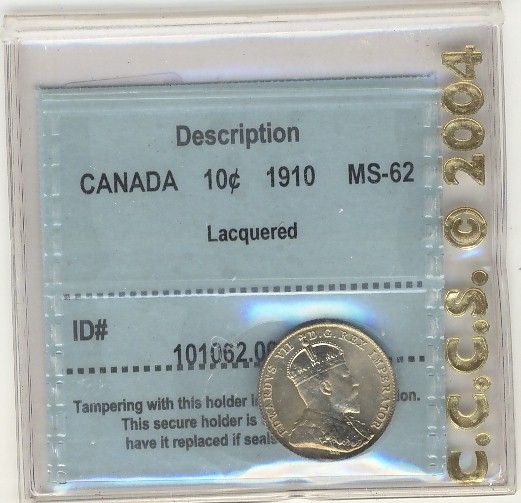 Description
CANADA 10¢ 1910 MS-62
Lacquered
ID#
101062.0
Tampering with this holder
This secure holder is
have it replaced if seals
EDWARDVS VII D.G. REX IMPERATOR
C.C.C.S. © 2004